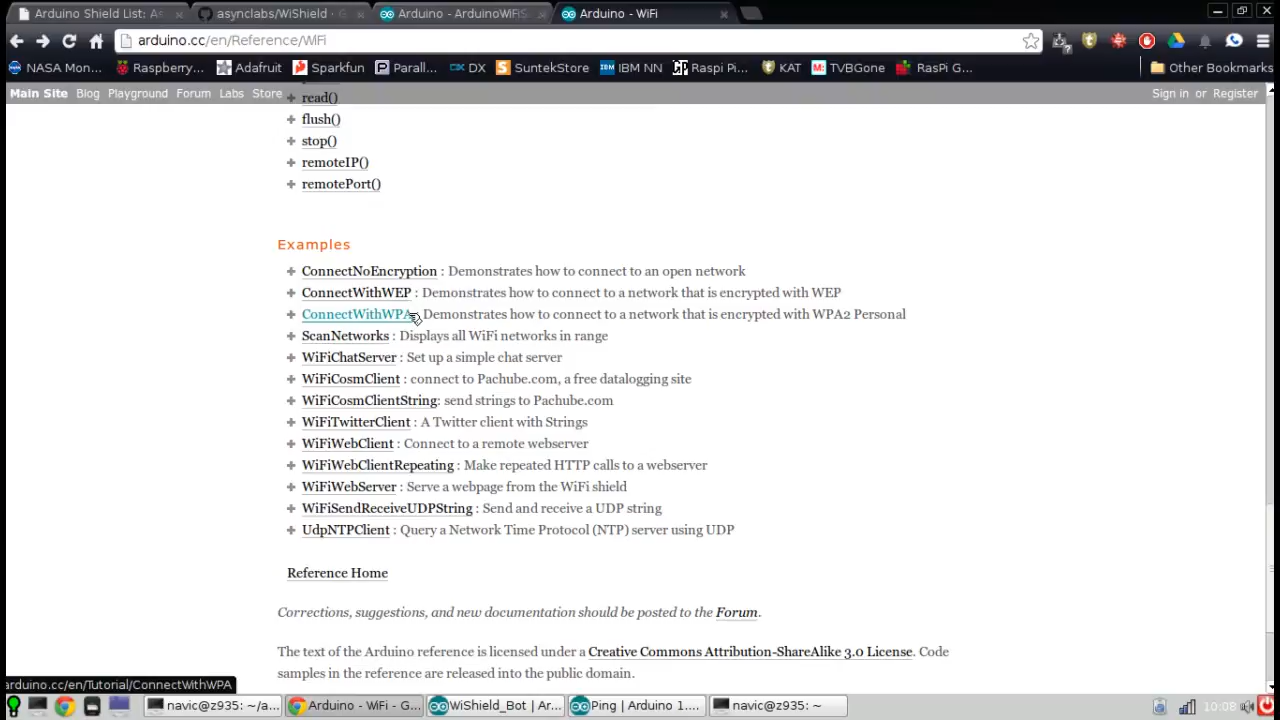 Arduino Shield List: As
asynclabs/WiShield · G
Arduino - ArduinoWiFiS
Arduino - WiFi
arduino.cc/en/Reference/WiFi
NASA Mon... Raspberry... Adafruit Sparkfun Parall... DX SuntekStore IBM NN Raspi Pi... KAT TVBGone RasPi G... Other Bookmarks
Main Site Blog Playground Forum Labs Store Sign in or Register
read()
flush()
stop()
remoteIP()
remotePort()
Examples
ConnectNoEncryption : Demonstrates how to connect to an open network
ConnectWithWEP : Demonstrates how to connect to a network that is encrypted with WEP
ConnectWithWPA Demonstrates how to connect to a network that is encrypted with WPA2 Personal
ScanNetworks : Displays all WiFi networks in range
WiFiChatServer : Set up a simple chat server
WiFiCosmClient : connect to Pachube.com, a free datalogging site
WiFiCosmClientString: send strings to Pachube.com
WiFiTwitterClient : A Twitter client with Strings
WiFiWebClient : Connect to a remote webserver
WiFiWebClientRepeating : Make repeated HTTP calls to a webserver
WiFiWebServer : Serve a webpage from the WiFi shield
WiFiSendReceiveUDPString : Send and receive a UDP string
UdpNTPClient : Query a Network Time Protocol (NTP) server using UDP
Reference Home
Corrections, suggestions, and new documentation should be posted to the Forum.
The text of the Arduino reference is licensed under a Creative Commons Attribution-ShareAlike 3.0 License. Code
samples in the reference are released into the public domain.
arduino.cc/en/Tutorial/ConnectWithWPA
navic@z935: ~/a... Arduino - WiFi - G... WiShield_Bot | Ar... Ping | Arduino 1.... navic@z935: ~ 10:08